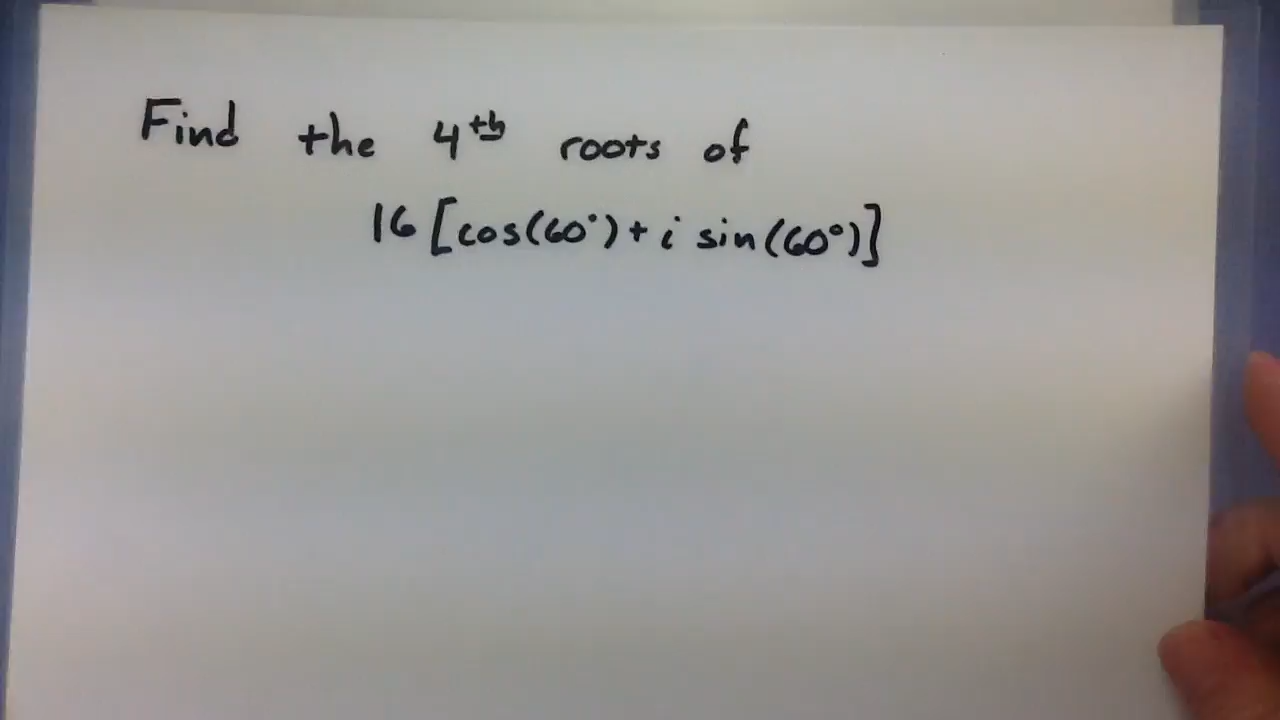 Find the 4th roots of
16 [cos(60°) + i sin(60°)]